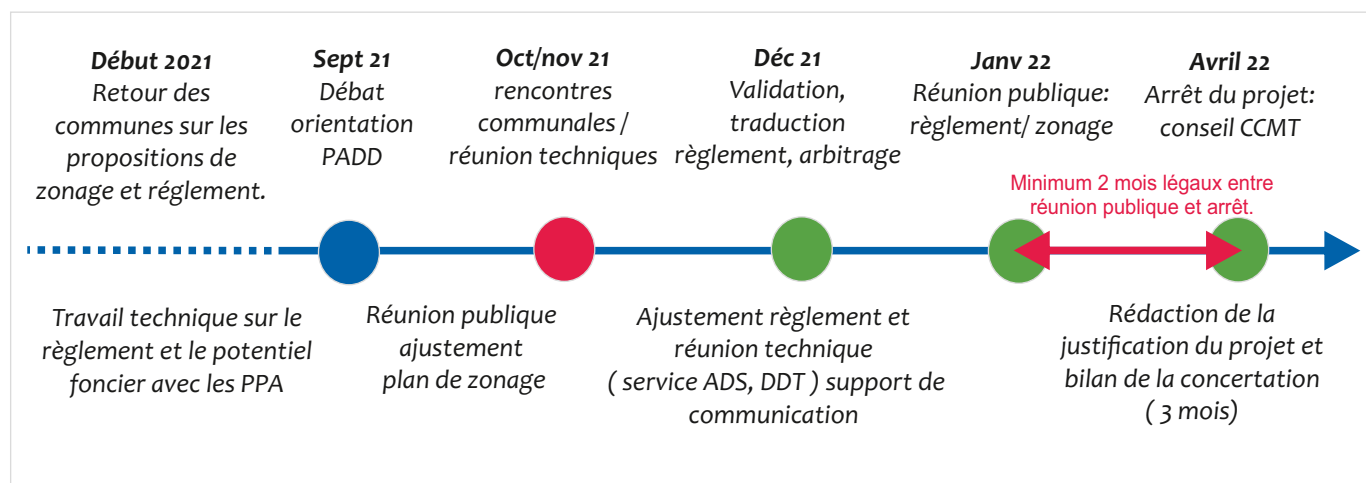 Début 2021
Retour des
communes sur les
propositions de
zonage et réglement.
Sept 21
Débat
orientation
PADD
Oct/nov 21
rencontres
communales /
réunion techniques
Déc 21
Validation,
traduction
règlement, arbitrage
Janv 22
Réunion publique:
règlement/ zonage
Avril 22
Arrêt du projet:
conseil CCMT
Minimum 2 mois légaux entre
réunion publique et arrêt.
Travail technique sur le
règlement et le potentiel
foncier avec les PPA
Réunion publique
ajustement
plan de zonage
Ajustement règlement et
réunion technique
( service ADS, DDT ) support de
communication
Rédaction de la
justification du projet et
bilan de la concertation
( 3 mois)